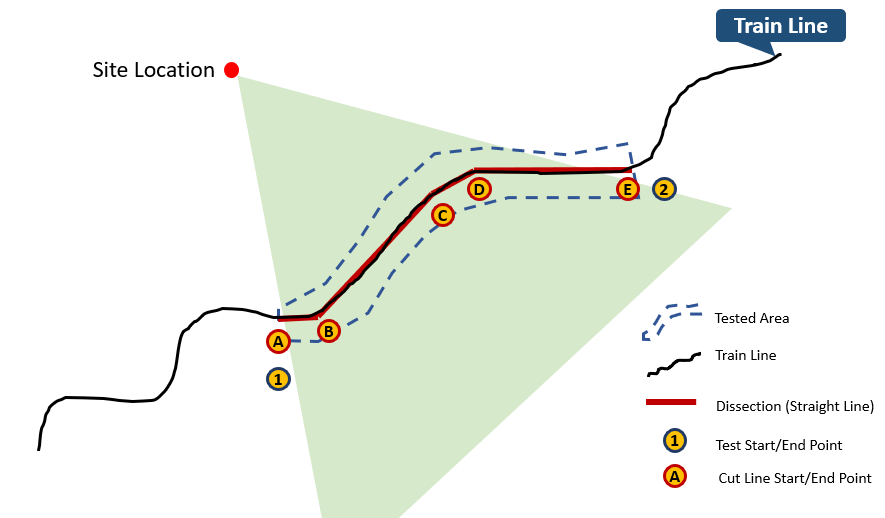 Train Line
Site Location
D
E
2
C
B
A
1
Tested Area
Train Line
Dissection (Straight Line)
1
Test Start/End Point
A
Cut Line Start/End Point